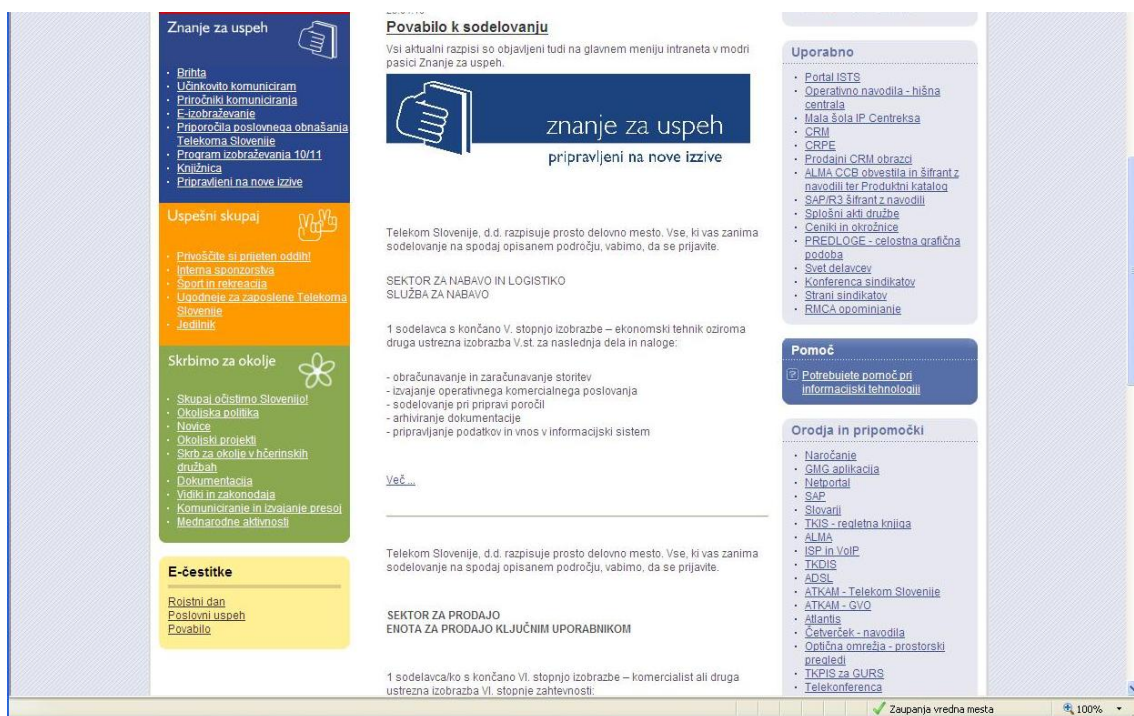 Znanje za uspeh
· Brihta
· Učinkovito komuniciram
· Priročniki komuniciranja
· E-izobraževanje
· Priporočila poslovnega obnašanja
Telekoma Slovenije
· Program izobraževanja 10/11
· Knjižnica
· Pripravljeni na nove izzive
Uspešni skupaj
· Privoščite si prijeten oddih!
· Interna sponzorstva
· Šport in rekreacija
· Ugodneje za zaposlene Telekoma
Slovenije
· Jedilnik
Skrbimo za okolje
· Skupaj očistimo Slovenijo!
· Okoljska politika
· Novice
· Okoljski projekti
· Skrb za okolje v hčerinskih
družbah
· Dokumentacija
· Vidiki in zakonodaja
· Komuniciranje in izvajanje presoj
· Mednarodne aktivnosti
E-čestitke
Rojstni dan
Poslovni uspeh
Povabilo
Povabilo k sodelovanju
Vsi aktualni razpisi so objavljeni tudi na glavnem meniju intraneta v modri
pasici Znanje za uspeh.
znanje za uspeh
pripravljeni na nove izzive
Telekom Slovenije, d.d. razpisuje prosto delovno mesto. Vse, ki vas zanima
sodelovanje na spodaj opisanem področju, vabimo, da se prijavite.
SEKTOR ZA NABAVO IN LOGISTIKO
SLUŽBA ZA NABAVO
1 sodelavca s končano V. stopnjo izobrazbe – ekonomski tehnik oziroma
druga ustrezna izobrazba V.st. za naslednja dela in naloge:
- obračunavanje in zaračunavanje storitev
- izvajanje operativnega komercialnega poslovanja
- sodelovanje pri pripravi poročil
- arhiviranje dokumentacije
- pripravljanje podatkov in vnos v informacijski sistem
Več...
Telekom Slovenije, d.d. razpisuje prosto delovno mesto. Vse, ki vas zanima
sodelovanje na spodaj opisanem področju, vabimo, da se prijavite.
SEKTOR ZA PRODAJO
ENOTA ZA PRODAJO KLJUČNIM UPORABNIKOM
1 sodelavca/ko s končano VI. stopnjo izobrazbe – komercialist ali druga
ustrezna izobrazba VI. stopnje zahtevnosti:
Uporabno
· Portal ISTS
· Operativno navodila - hišna
centrala
· Mala šola IP Centreksa
· CRM
· CRPE
· Prodajni CRM obrazci
· ALMA CCB obvestila in šifrant z
navodili ter Produktni katalog
· SAP/R3 šifrant z navodili
· Splošni akti družbe
· Ceniki in okrožnice
· PREDLOGE - celostna grafična
podoba
· Svet delavcev
· Konferenca sindikatov
· Strani sindikatov
· RMCA opominjanje
Pomoč
Potrebujete pomoč pri
informacijski tehnologiji
Orodja in pripomočki
· Naročanje
· GMG aplikacija
· Netportal
· SAP
· Slovarji
· TKIS - regletna knjiga
· ALMA
· ISP in VoIP
· TKDIS
· ADSL
· ATKAM - Telekom Slovenije
· ATKAM - GVO
· Atlantis
· Četverček - navodila
· Optična omrežja - prostorski
pregledi
· TKPIS za GURS
· Telekonferenca
Zaupanja vredna mesta
100%